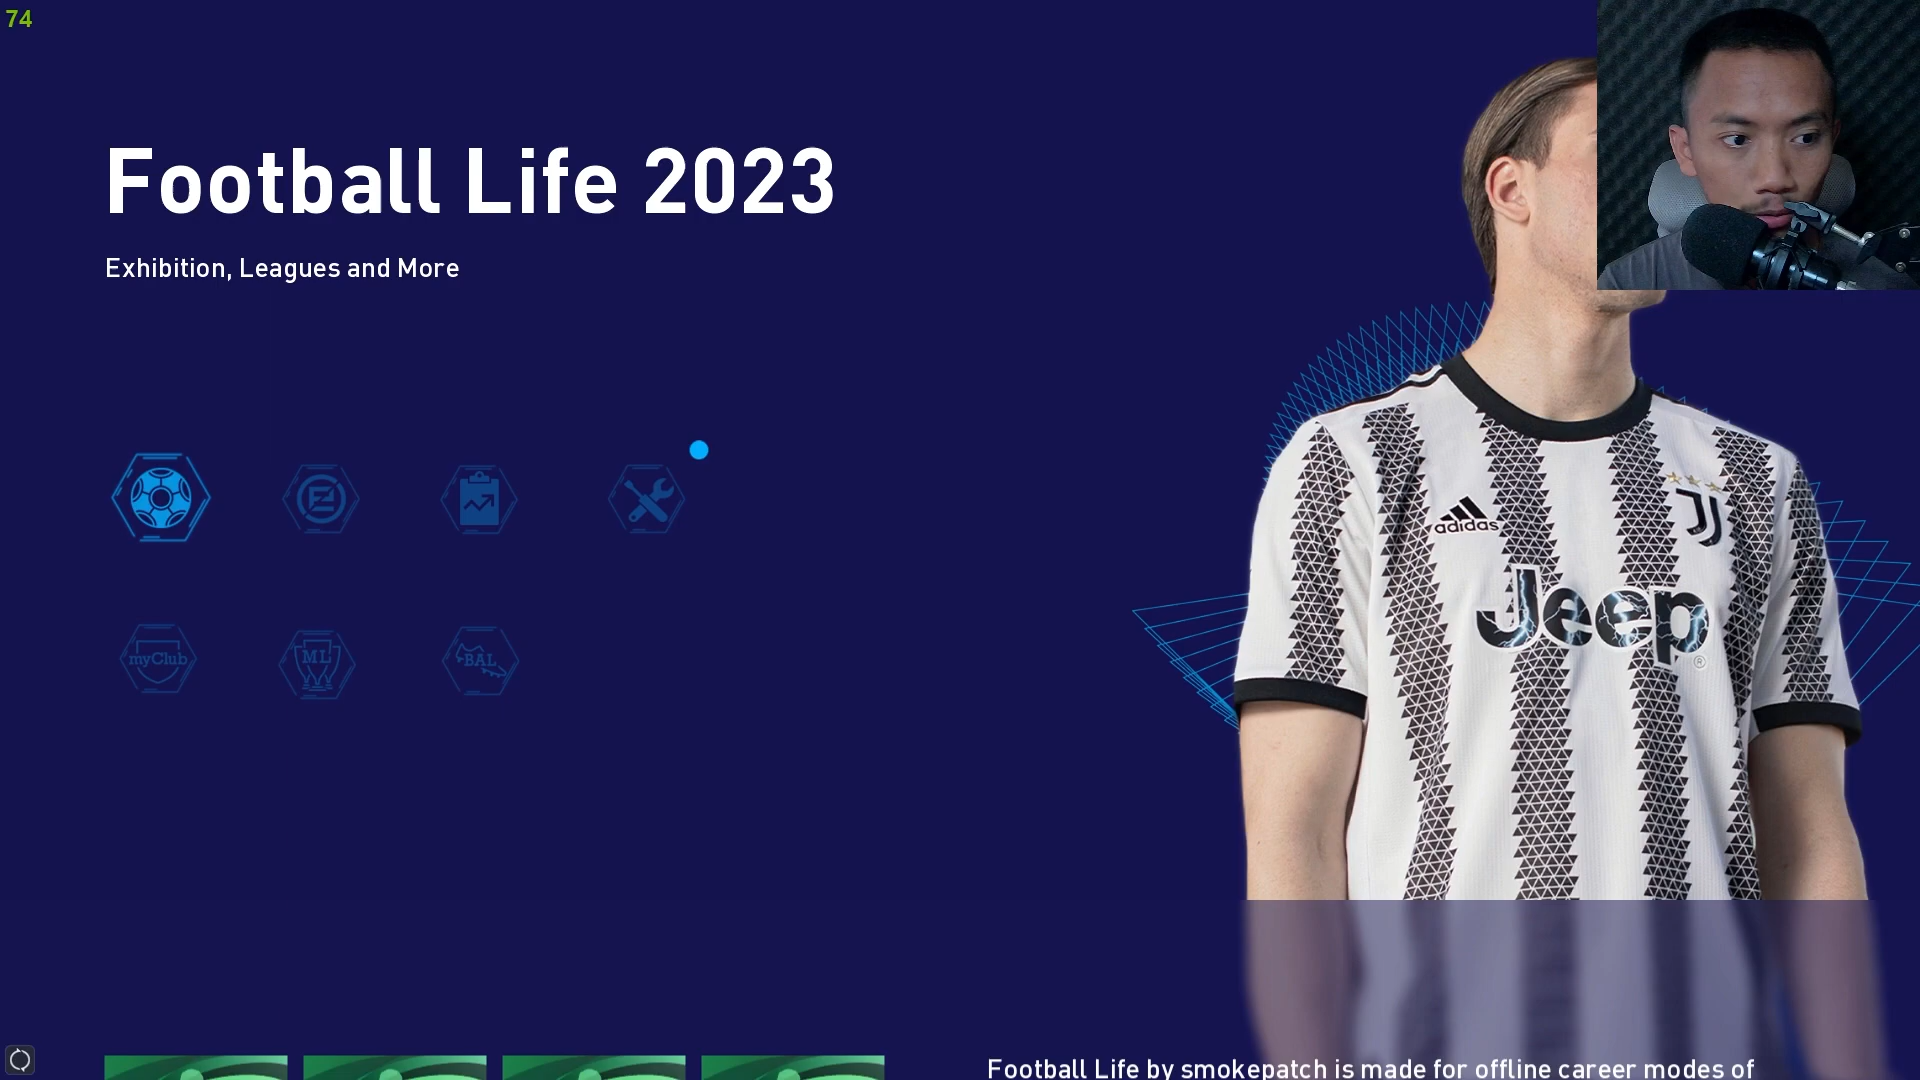 74
Football Life 2023
Exhibition, Leagues and More
adidas
Jeep
®
myClub
ML
BAL
Football Life by smokepatch is made for offline career modes of